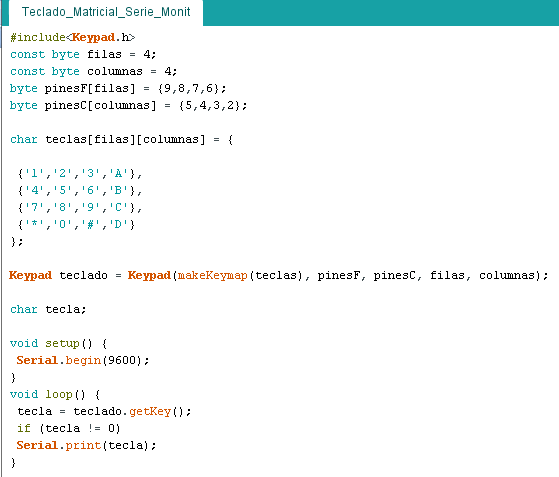 Teclado_Matricial_Serie_Monit
#include<Keypad.h>
const byte filas = 4;
const byte columnas = 4;
byte pinesF[filas] = {9,8,7,6};
byte pinesC[columnas] = {5,4,3,2};
char teclas[filas][columnas] = {
{'1','2','3','A'},
{'4','5','6','B'},
{'7','8','9','C'},
{'*','0','#','D'}
};
Keypad teclado = Keypad(makeKeymap(teclas), pinesF, pinesC, filas, columnas);
char tecla;
void setup() {
Serial.begin(9600);
}
void loop() {
tecla = teclado.getKey();
if (tecla != 0)
Serial.print(tecla);
}